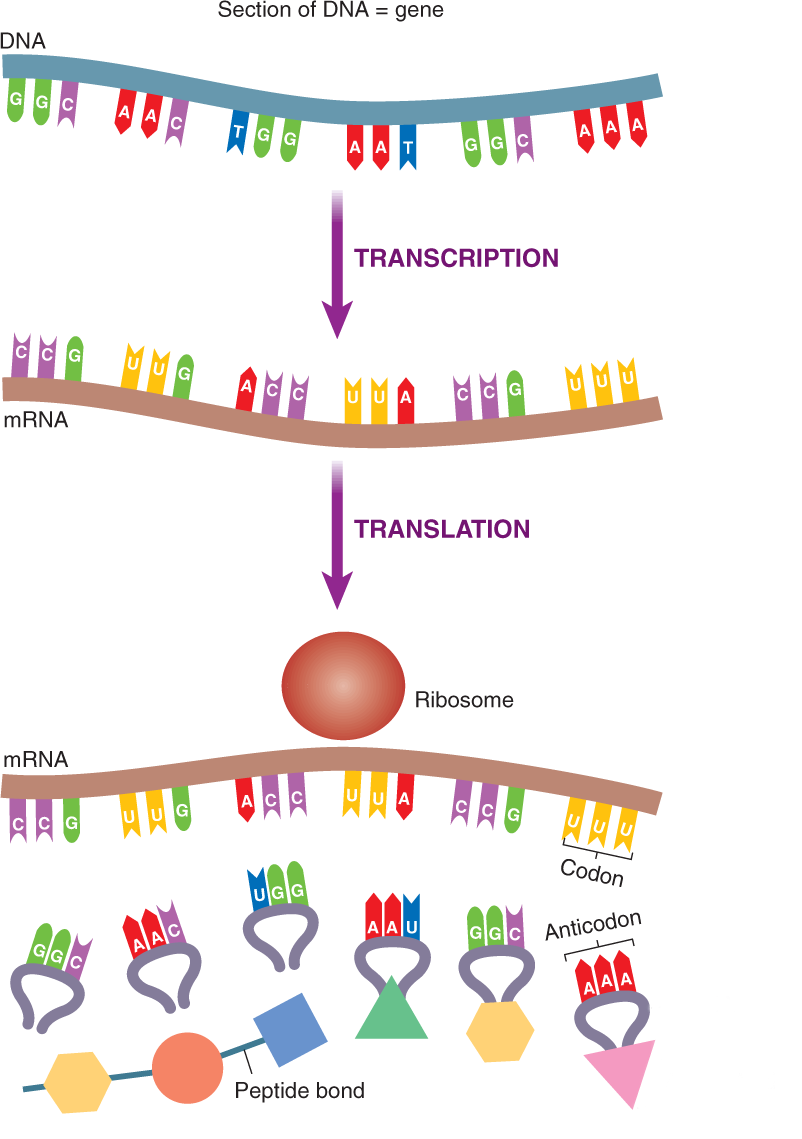 Section of DNA = gene
DNA
G G C A A C T G G A A T G G C A A A
TRANSCRIPTION
C C G U U G A C C U U A C C G U U U
mRNA
TRANSLATION
Ribosome
mRNA
C C G U U G A C C U U A C C G U U U
Codon
U G G
Anticodon
G G C A A C A A U G G C A A A
Peptide bond